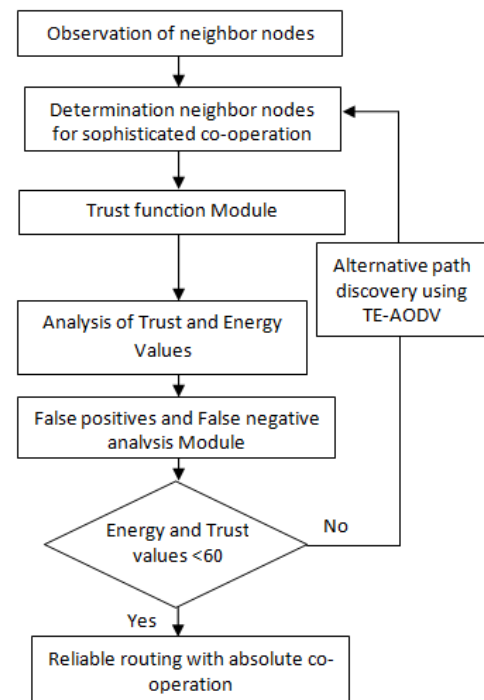 Observation of neighbor nodes
Determination neighbor nodes
for sophisticated co-operation
Trust function Module
Alternative path
discovery using
TE-AODV
Analysis of Trust and Energy
Values
False positives and False negative
analysis Module
Energy and Trust
values <60
No
Yes
Reliable routing with absolute co-
operation